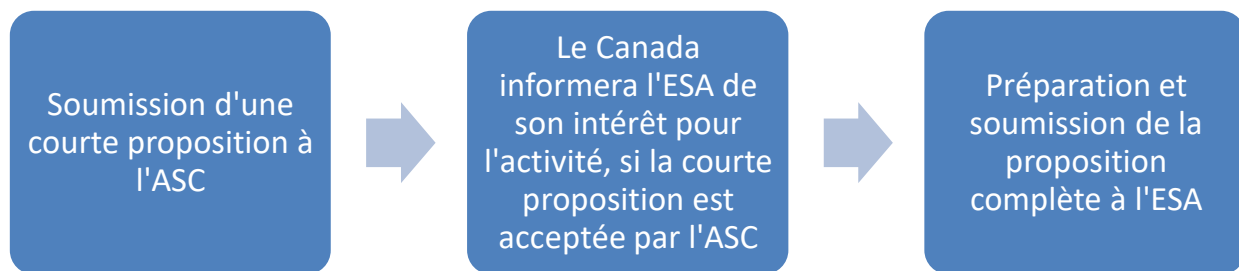 Soumission d'une
courte proposition à
l'ASC
Le Canada
informera l'ESA de
son intérêt pour
l'activité, si la courte
proposition est
acceptée par l'ASC
Préparation et
soumission de la
proposition
complète à l'ESA